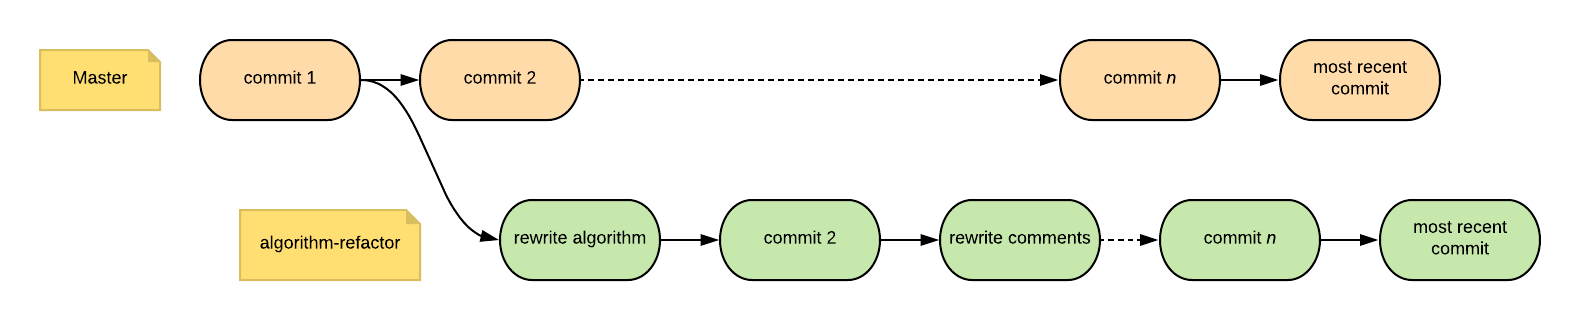 Master
commit 1
commit 2
commit n
most recent
commit
algorithm-refactor
rewrite algorithm
commit 2
rewrite comments
commit n
most recent
commit